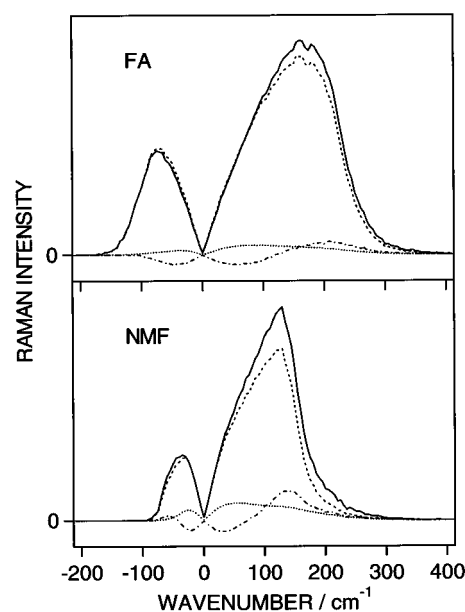 FA
0
NMF
0
RAMAN INTENSITY
-200 -100 0 100 200 300 400
WAVENUMBER / cm⁻¹